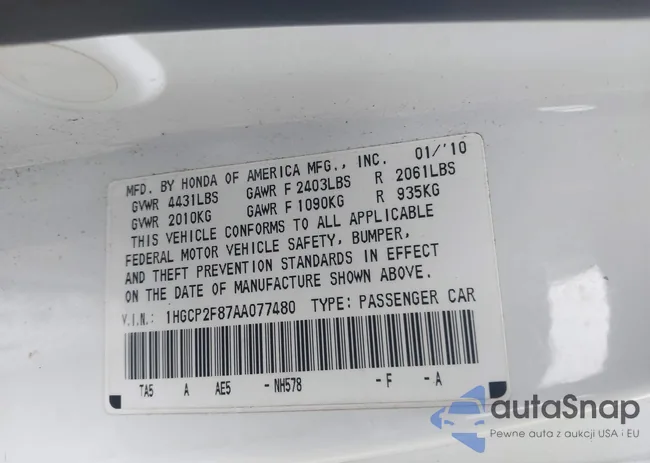 MFD. BY HONDA OF AMERICA MFG., INC. 01/'10
GVWR 4431LBS GAWR F 2403LBS R 2061LBS
GVWR 2010KG GAWR F 1090KG R 935KG
THIS VEHICLE CONFORMS TO ALL APPLICABLE
FEDERAL MOTOR VEHICLE SAFETY, BUMPER,
AND THEFT PREVENTION STANDARDS IN EFFECT
ON THE DATE OF MANUFACTURE SHOWN ABOVE.
V.I.N.: 1HGCP2F87AA077480 TYPE: PASSENGER CAR
TA5 A AE5 -NH578 -F -A
autaSnap
Pewne auta z aukcji USA i EU